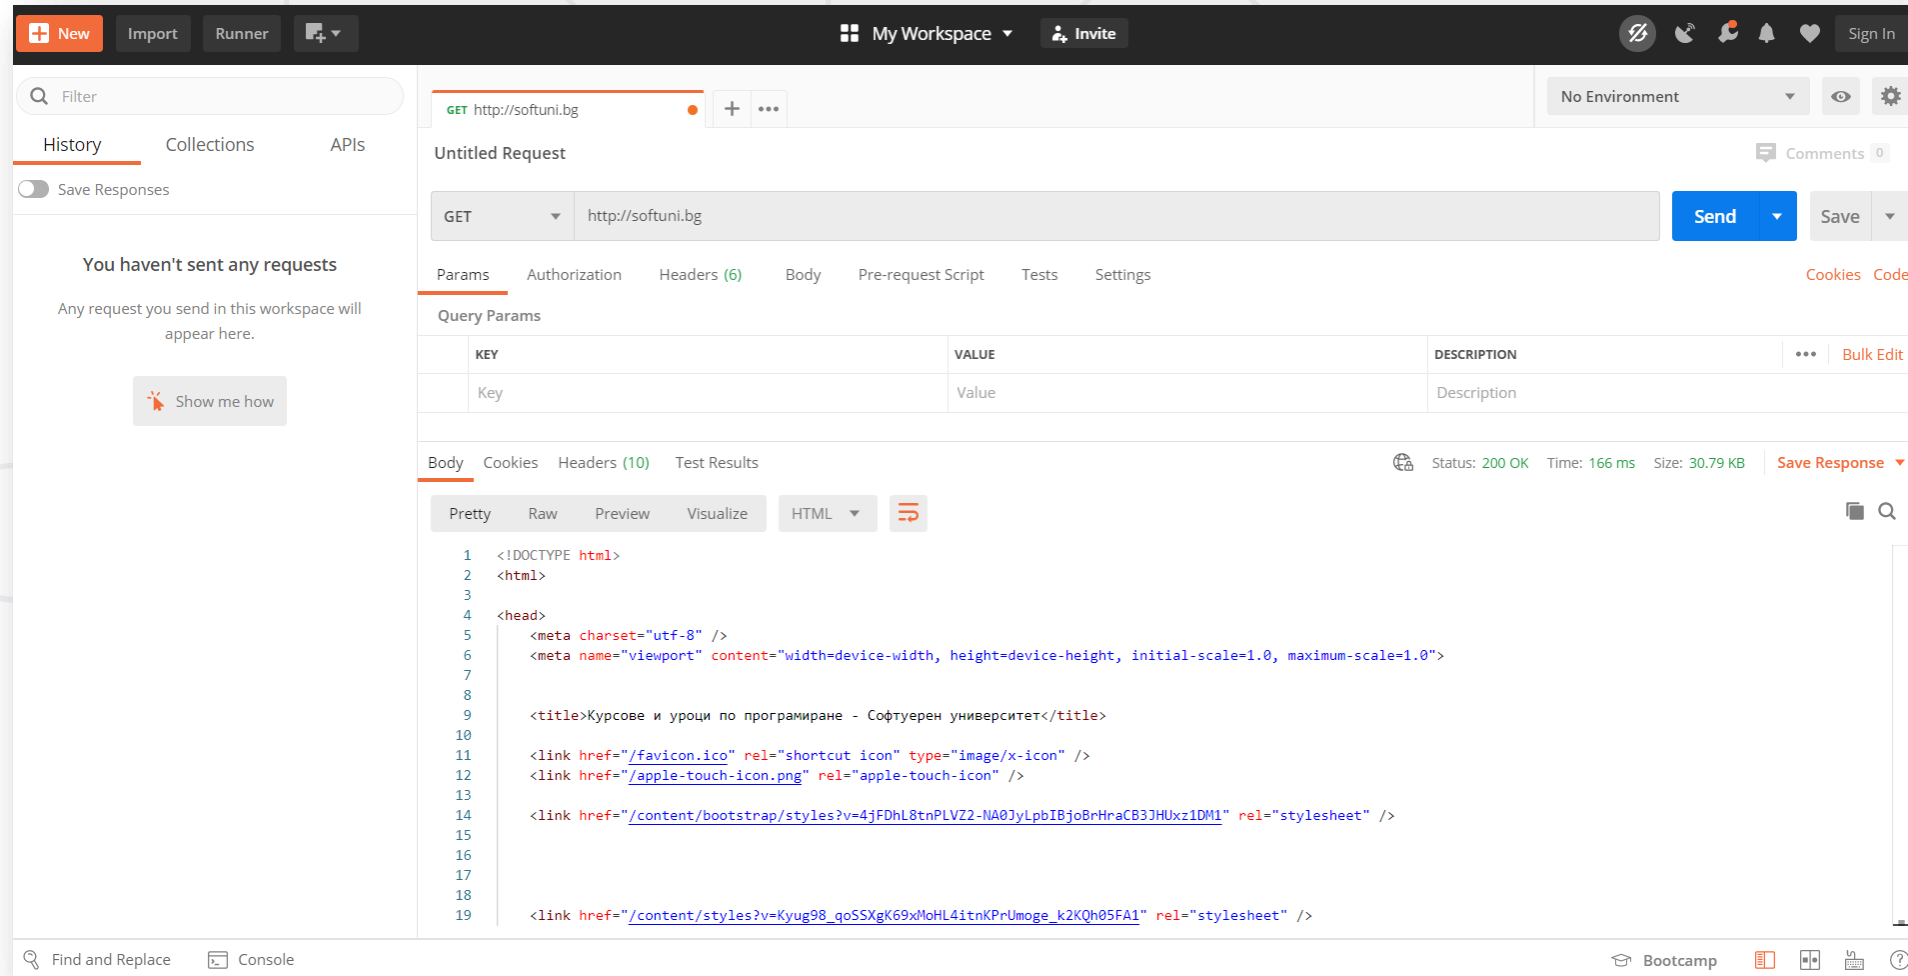 New Import Runner My Workspace Invite Sign In
Filter
History Collections APIs
Save Responses
You haven't sent any requests
Any request you send in this workspace will
appear here.
Show me how
GET http://softuni.bg No Environment
Untitled Request Comments 0
GET http://softuni.bg Send Save
Params Authorization Headers (6) Body Pre-request Script Tests Settings Cookies Code
Query Params
KEY VALUE DESCRIPTION Bulk Edit
Key Value Description
Body Cookies Headers (10) Test Results Status: 200 OK Time: 166 ms Size: 30.79 KB Save Response
Pretty Raw Preview Visualize HTML
1 <!DOCTYPE html>
2 <html>
3
4 <head>
5 <meta charset="utf-8" />
6 <meta name="viewport" content="width=device-width, height=device-height, initial-scale=1.0, maximum-scale=1.0">
7
8
9 <title>Курсове и уроци по програмиране - Софтуерен университет</title>
10
11 <link href="/favicon.ico" rel="shortcut icon" type="image/x-icon" />
12 <link href="/apple-touch-icon.png" rel="apple-touch-icon" />
13
14 <link href="/content/bootstrap/styles?v=4jFDhL8tnPLVZ2-NA0JyLpbIBjoBrHraCB3JHUxz1DM1" rel="stylesheet" />
15
16
17
18
19 <link href="/content/styles?v=Kyug98_qoSSXgK69xMoHL4itnKPrUmoge_k2KQh05FA1" rel="stylesheet" />
Find and Replace Console Bootcamp